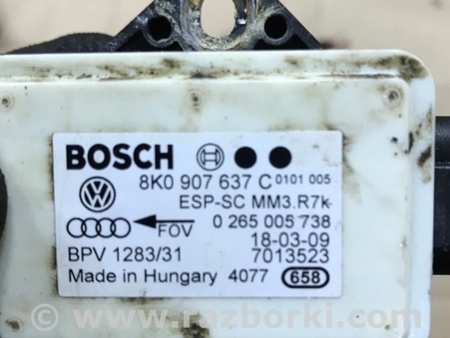 BOSCH
8K0 907 637 C 0101 005
ESP-SC MM3.R7k
FOV 0 265 005 738
18-03-09
BPV 1283/31 7013523
Made in Hungary 4077 658
www.razborki.com